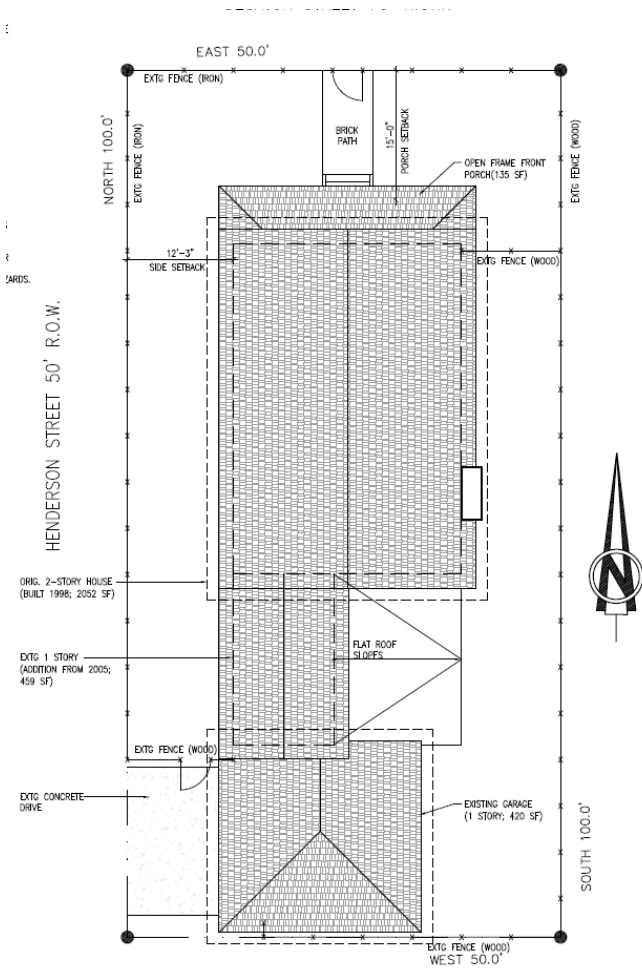 EAST 50.0'
EXTG FENCE (IRON)
NORTH 100.0'
EXTG FENCE (IRON)
BRICK
PATH
15'-0"
PORCH SETBACK
EXTG FENCE (WOOD)
OPEN FRAME FRONT
PORCH(135 SF)
12'-3"
SIDE SETBACK
EXTG FENCE (WOOD)
ZARDS.
HENDERSON STREET 50' R.O.W.
N
ORIG. 2-STORY HOUSE
(BUILT 1998; 2052 SF)
EXTG 1 STORY
(ADDITION FROM 2005;
459 SF)
FLAT ROOF
SLOPES
EXTG FENCE (WOOD)
EXTG CONCRETE
DRIVE
EXISTING GARAGE
(1 STORY; 420 SF)
SOUTH 100.0'
EXTG FENCE (WOOD)
WEST 50.0'